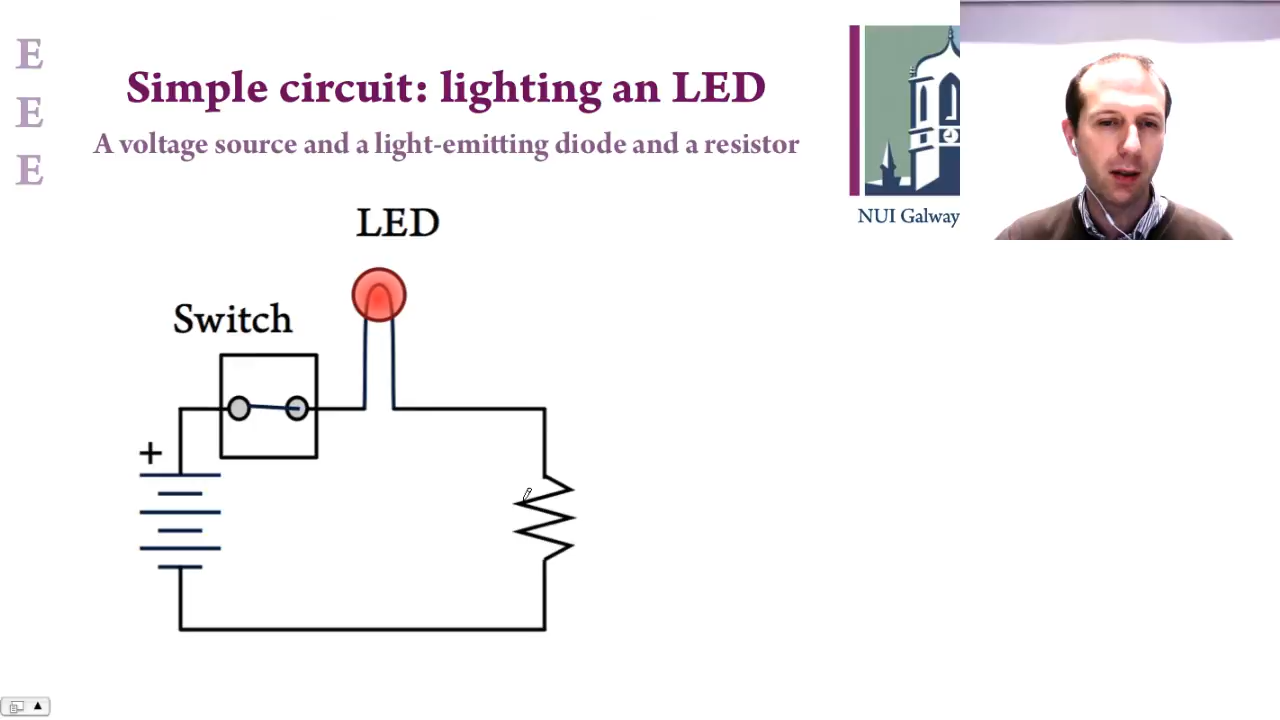 E
E
E
Simple circuit: lighting an LED
A voltage source and a light-emitting diode and a resistor
NUI Galway
LED
Switch
+